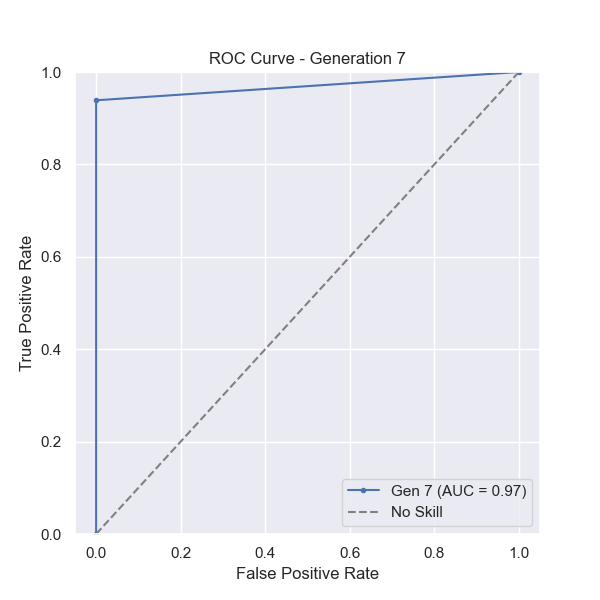 ROC Curve - Generation 7
True Positive Rate
1.0
0.8
0.6
0.4
0.2
0.0
Gen 7 (AUC = 0.97)
No Skill
0.0 0.2 0.4 0.6 0.8 1.0
False Positive Rate